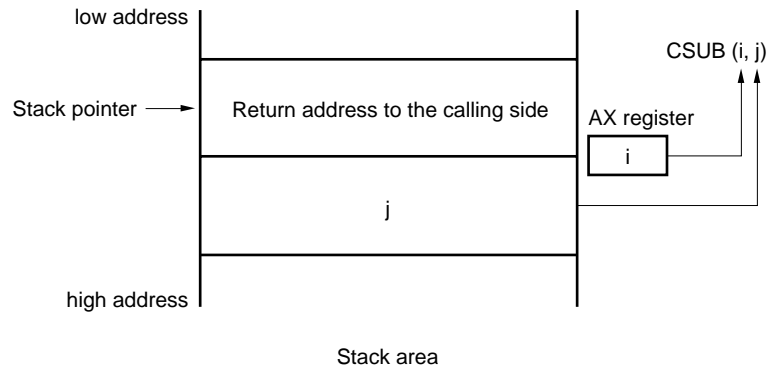 low address
CSUB (i, j)
Stack pointer
Return address to the calling side
AX register
i
j
high address
Stack area